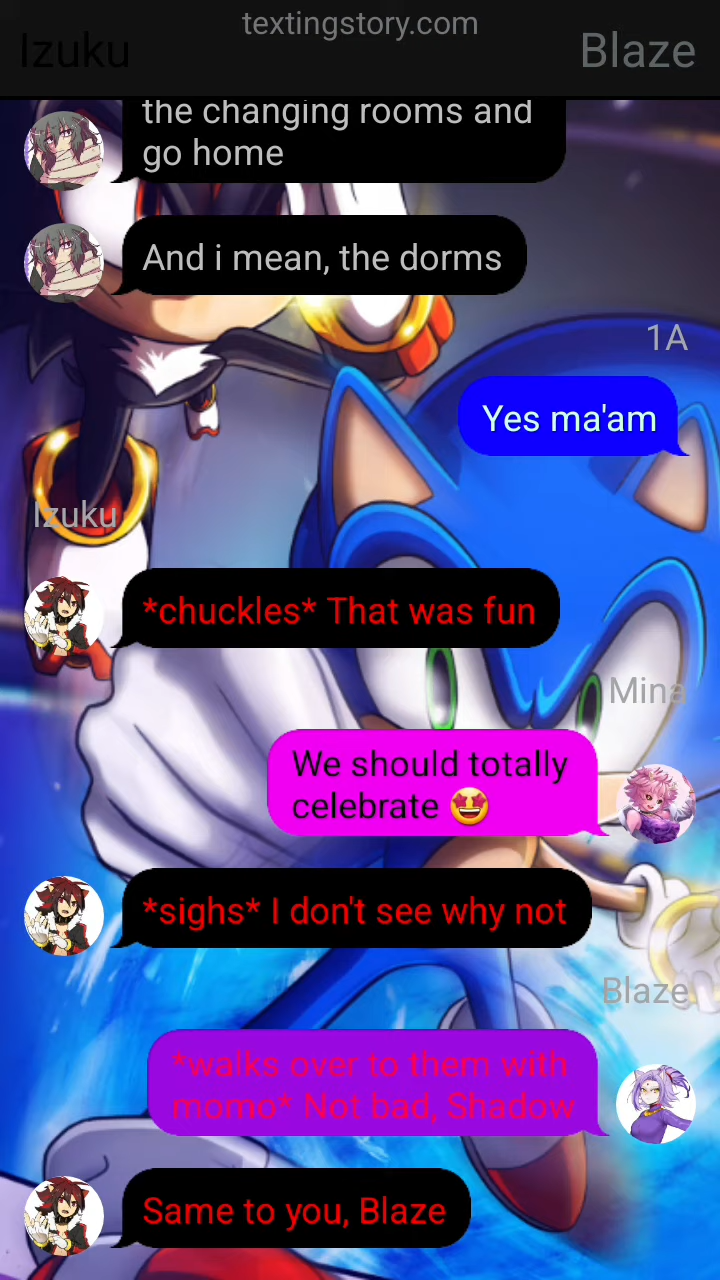 textingstory.com
Izuku
Blaze
the changing rooms and
go home
And i mean, the dorms
1A
Yes ma'am
Izuku
*chuckles* That was fun
Mina
We should totally
celebrate 🤩
*sighs* I don't see why not
Blaze
*walks over to them with
momo* Not bad, Shadow
Same to you, Blaze